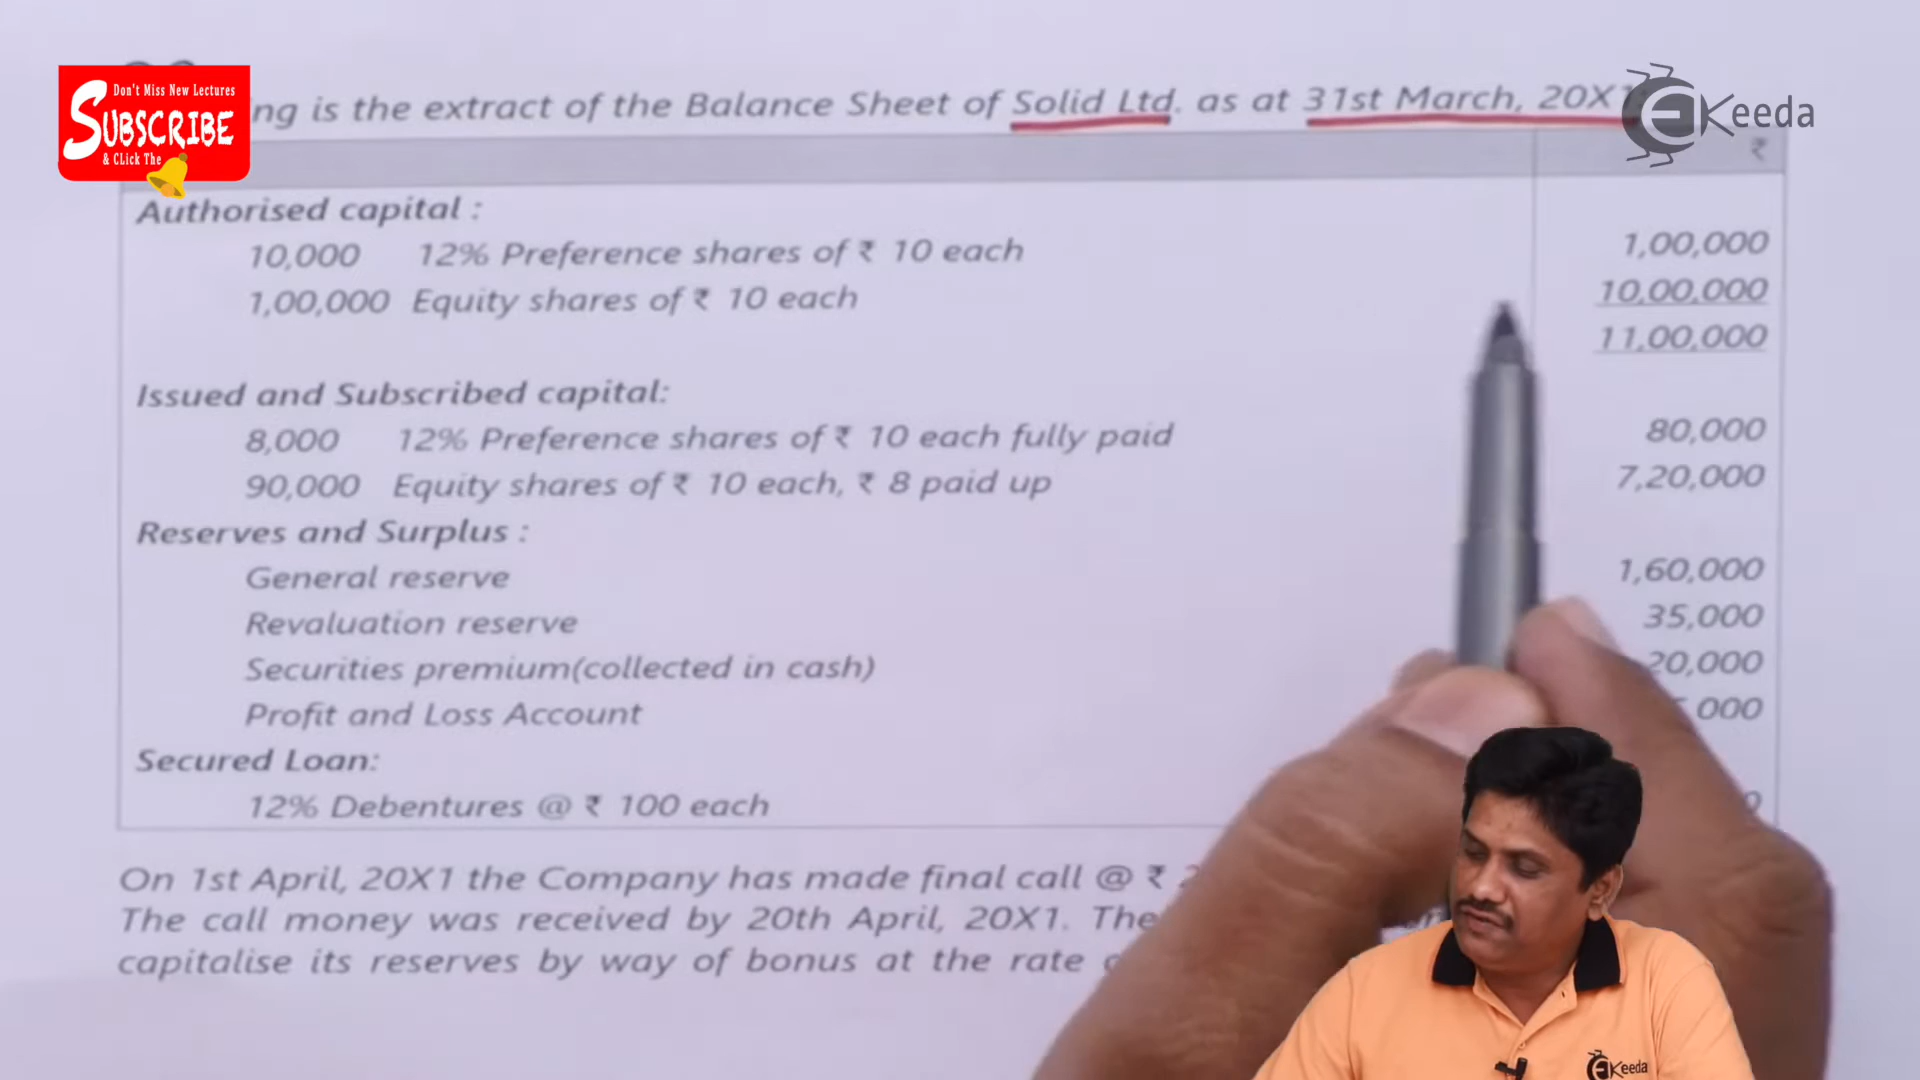 Don't Miss New Lectures
SUBSCRIBE
& CLick The
ng is the extract of the Balance Sheet of Solid Ltd. as at 31st March, 20X1
EKeeda
₹
Authorised capital :
10,000 12% Preference shares of ₹ 10 each 1,00,000
1,00,000 Equity shares of ₹ 10 each 10,00,000
11,00,000
Issued and Subscribed capital:
8,000 12% Preference shares of ₹ 10 each fully paid 80,000
90,000 Equity shares of ₹ 10 each, ₹ 8 paid up 7,20,000
Reserves and Surplus :
General reserve 1,60,000
Revaluation reserve 35,000
Securities premium(collected in cash) 20,000
Profit and Loss Account 000
Secured Loan:
12% Debentures @ ₹ 100 each
On 1st April, 20X1 the Company has made final call @ ₹
The call money was received by 20th April, 20X1. The
capitalise its reserves by way of bonus at the rate
EKeeda